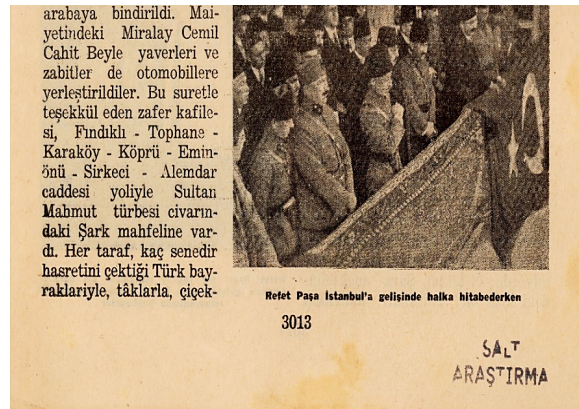 arabaya bindirildi. Mai-
yetindeki Miralay Cemil
Cahit Beyle yaverleri ve
zabitler de otomobillere
yerleştirildiler. Bu suretle
teşekkül eden zafer kafile-
si, Fındıklı - Tophane -
Karaköy - Köprü - Emin-
önü - Sirkeci - Alemdar
caddesi yoliyle Sultan
Mahmut türbesi civarın-
daki Şark mahfeline var-
dı. Her taraf, kaç senedir
hasretini çektiği Türk bay-
raklariyle, tâklarla, çiçek-
Refet Paşa İstanbul'a gelişinde halka hitabederken
3013
SALT
ARAŞTIRMA